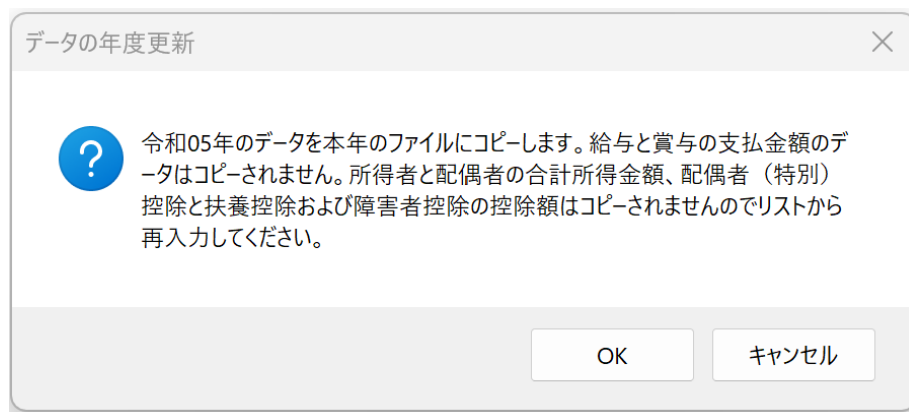 データの年度更新
令和05年のデータを本年のファイルにコピーします。給与と賞与の支払金額のデ
ータはコピーされません。所得者と配偶者の合計所得金額、配偶者（特別）
控除と扶養控除および障害者控除の控除額はコピーされませんのでリストから
再入力してください。
OK
キャンセル